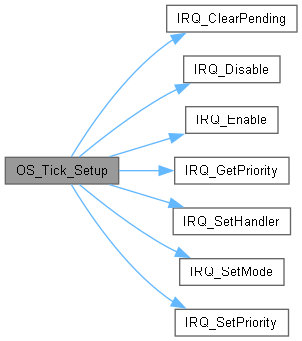 IRQ_ClearPending
IRQ_Disable
IRQ_Enable
OS_Tick_Setup
IRQ_GetPriority
IRQ_SetHandler
IRQ_SetMode
IRQ_SetPriority